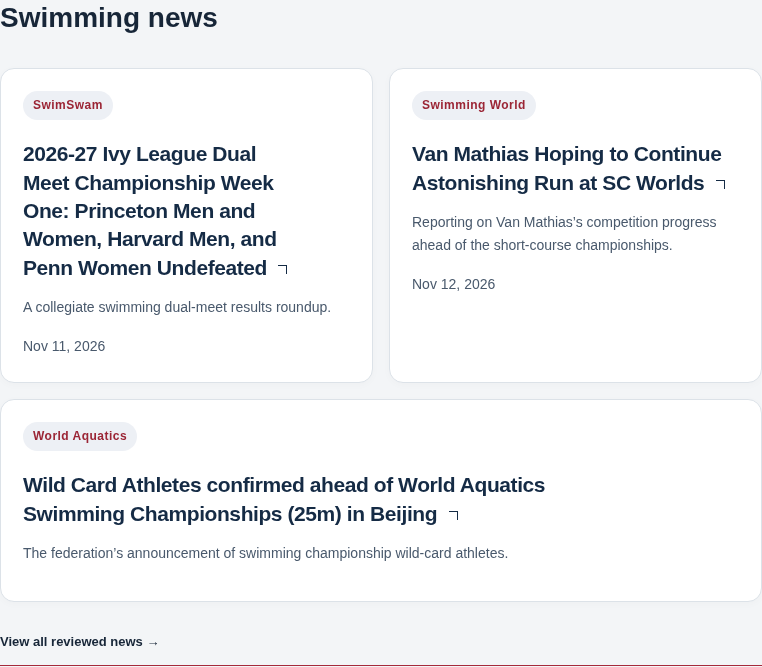 Swimming news
SwimSwam
2026-27 Ivy League Dual
Meet Championship Week
One: Princeton Men and
Women, Harvard Men, and
Penn Women Undefeated
A collegiate swimming dual-meet results roundup.
Nov 11, 2026
Swimming World
Van Mathias Hoping to Continue
Astonishing Run at SC Worlds
Reporting on Van Mathias’s competition progress
ahead of the short-course championships.
Nov 12, 2026
World Aquatics
Wild Card Athletes confirmed ahead of World Aquatics
Swimming Championships (25m) in Beijing
The federation’s announcement of swimming championship wild-card athletes.
View all reviewed news →